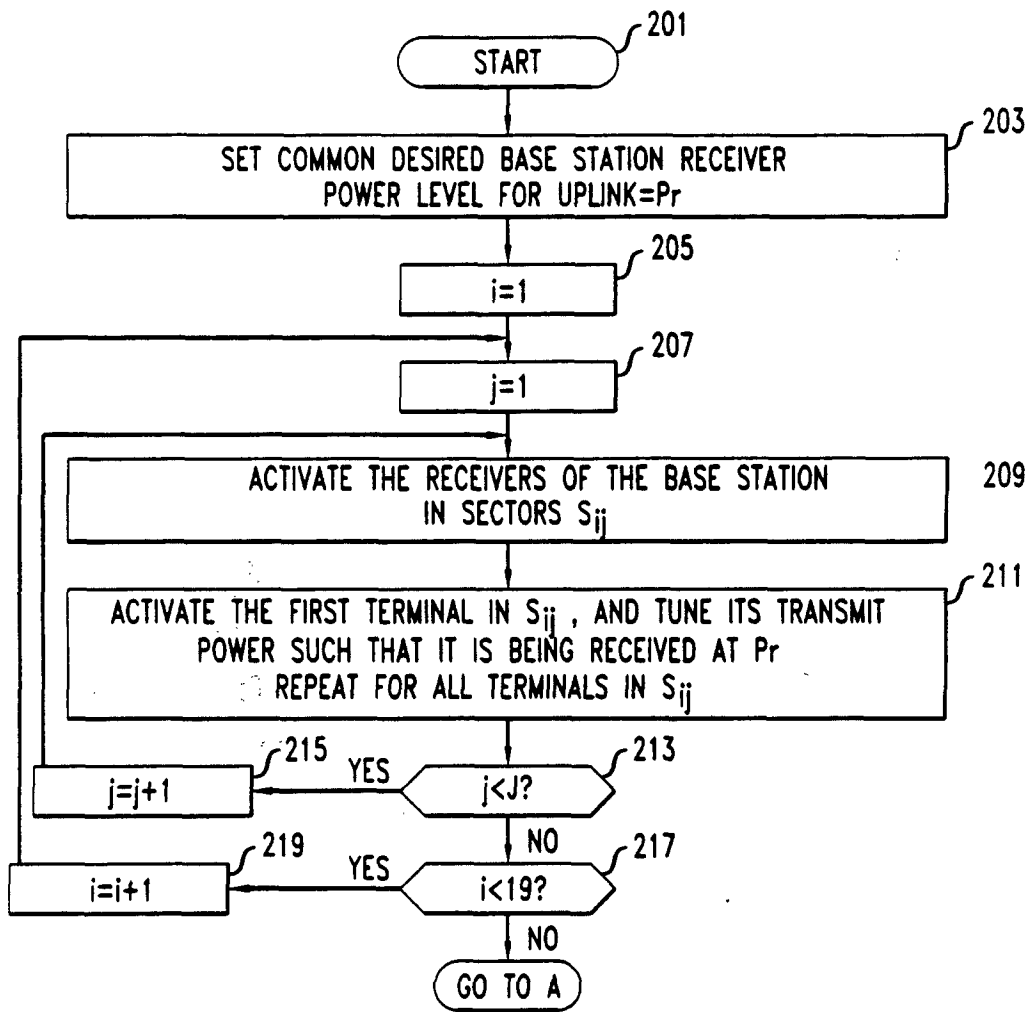 201
START
203
SET COMMON DESIRED BASE STATION RECEIVER
POWER LEVEL FOR UPLINK=Pr
205
i=1
207
j=1
ACTIVATE THE RECEIVERS OF THE BASE STATION
IN SECTORS Sij
209
211
ACTIVATE THE FIRST TERMINAL IN Sij , AND TUNE ITS TRANSMIT
POWER SUCH THAT IT IS BEING RECEIVED AT Pr
REPEAT FOR ALL TERMINALS IN Sij
215
j=j+1
YES
213
j<J?
NO
219
i=i+1
YES
217
i<19?
NO
GO TO A